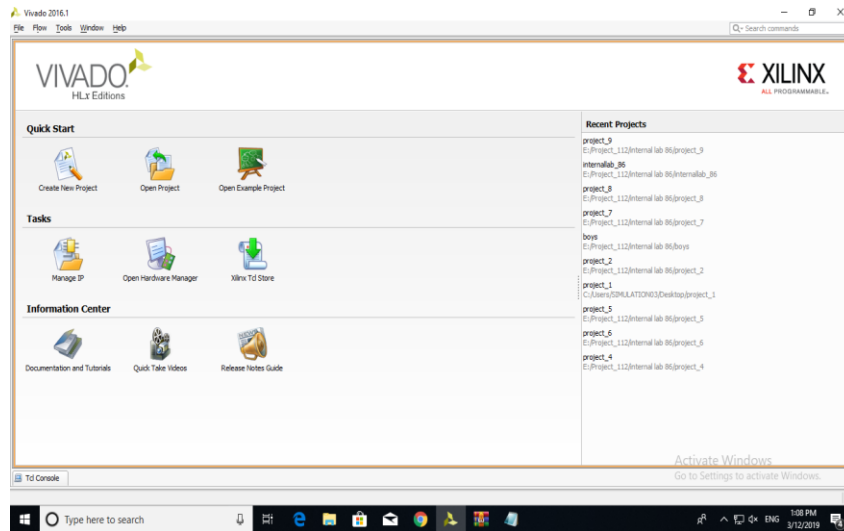 Vivado 2016.1
File Flow Tools Window Help
Search commands
VIVADO
HLx Editions
XILINX
ALL PROGRAMMABLE.
Quick Start
Create New Project
Open Project
Open Example Project
Tasks
Manage IP
Open Hardware Manager
Xilinx Tcl Store
Information Center
Documentation and Tutorials
Quick Take Videos
Release Notes Guide
Recent Projects
project_9
E:/Project_112/internal lab 86/project_9
internallab_86
E:/Project_112/internal lab 86/internallab_86
project_8
E:/Project_112/internal lab 86/project_8
project_7
E:/Project_112/internal lab 86/project_7
boys
E:/Project_112/internal lab 86/boys
project_2
E:/Project_112/internal lab 86/project_2
project_1
C:/Users/SIMULATION03/Desktop/project_1
project_5
E:/Project_112/internal lab 86/project_5
project_6
E:/Project_112/internal lab 86/project_6
project_4
E:/Project_112/internal lab 86/project_4
Activate Windows
Go to Settings to activate Windows.
Tcl Console
Type here to search
ENG
1:08 PM
3/12/2019